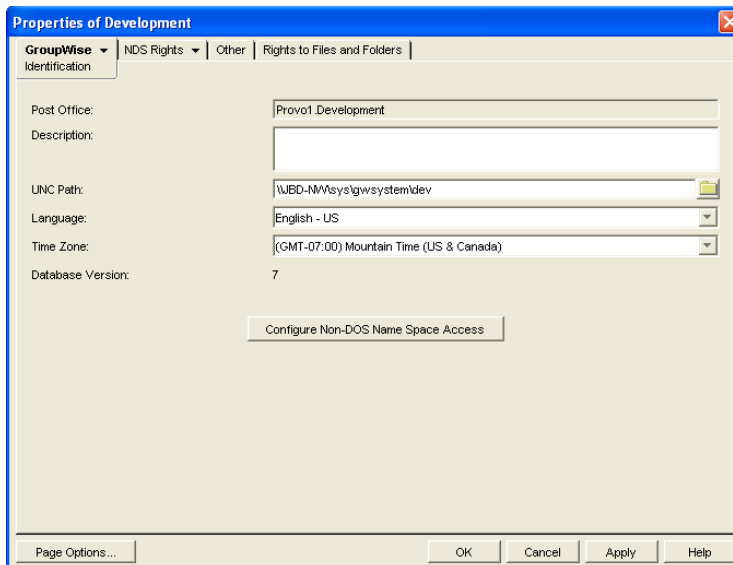 Properties of Development
GroupWise NDS Rights Other Rights to Files and Folders
Identification
Post Office: Provo1.Development
Description:
UNC Path: \\JBD-NW\sys\gwsystem\dev
Language: English - US
Time Zone: (GMT-07:00) Mountain Time (US & Canada)
Database Version: 7
Configure Non-DOS Name Space Access
Page Options... OK Cancel Apply Help